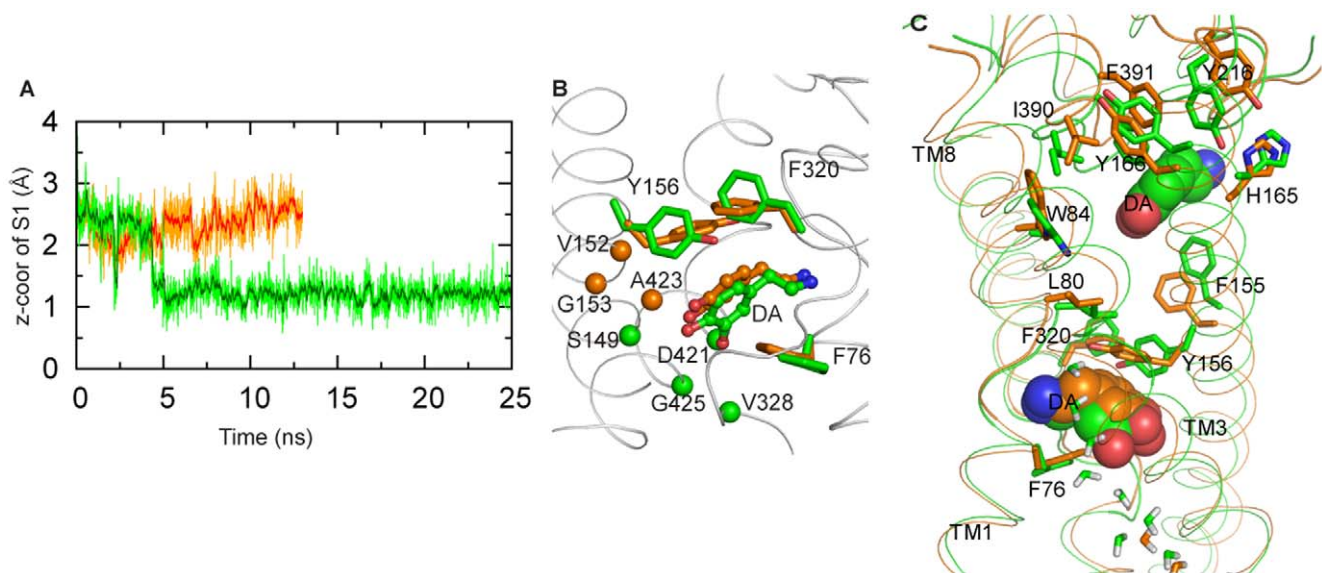 A
z-coor of S1 (Å)
4
3
2
1
0
0 5 10 15 20 25
Time (ns)
B
F320
Y156
V152
A423
G153
DA
S149
D421
F76
G425
V328
C
F391
Y216
I390
TM8
Y166
H165
DA
W84
F155
L80
F320
Y156
DA
TM3
F76
TM1